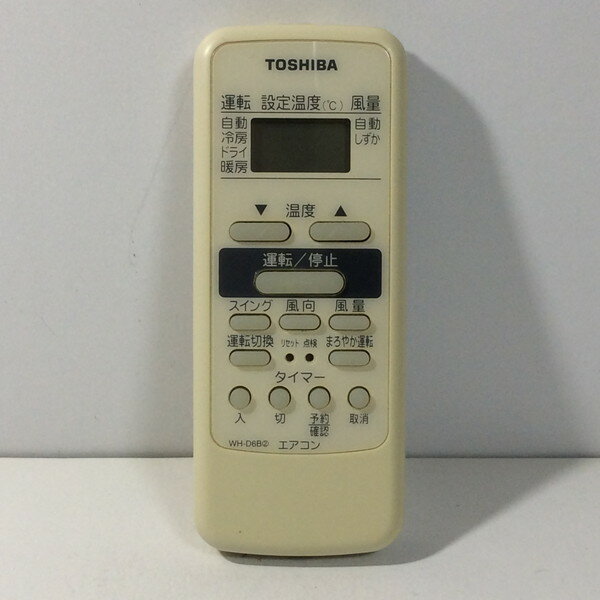 TOSHIBA
運転 設定温度(℃) 風量
自動 自動
冷房 しずか
ドライ
暖房
▼ 温度 ▲
運転/停止
スイング 風向 風量
運転切換 リセット 点検 まろやか運転
タイマー
入 切 予約 取消
確認
WH-D6B② エアコン